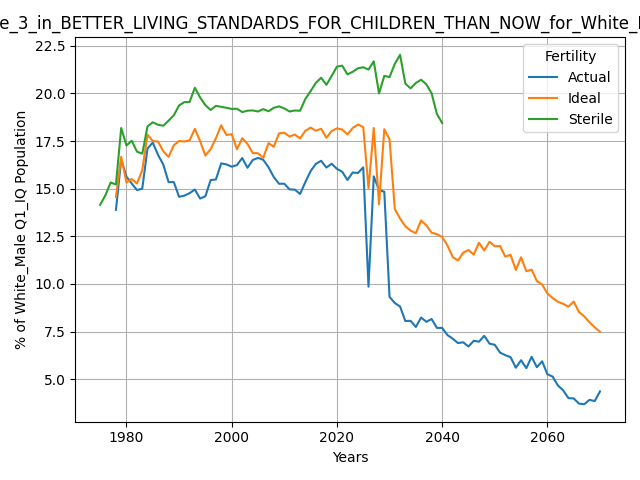 e_3_in_BETTER_LIVING_STANDARDS_FOR_CHILDREN_THAN_NOW_for_White_
% of White_Male Q1_IQ Population
22.5
20.0
17.5
15.0
12.5
10.0
7.5
5.0
Fertility
Actual
Ideal
Sterile
1980
2000
2020
2040
2060
Years